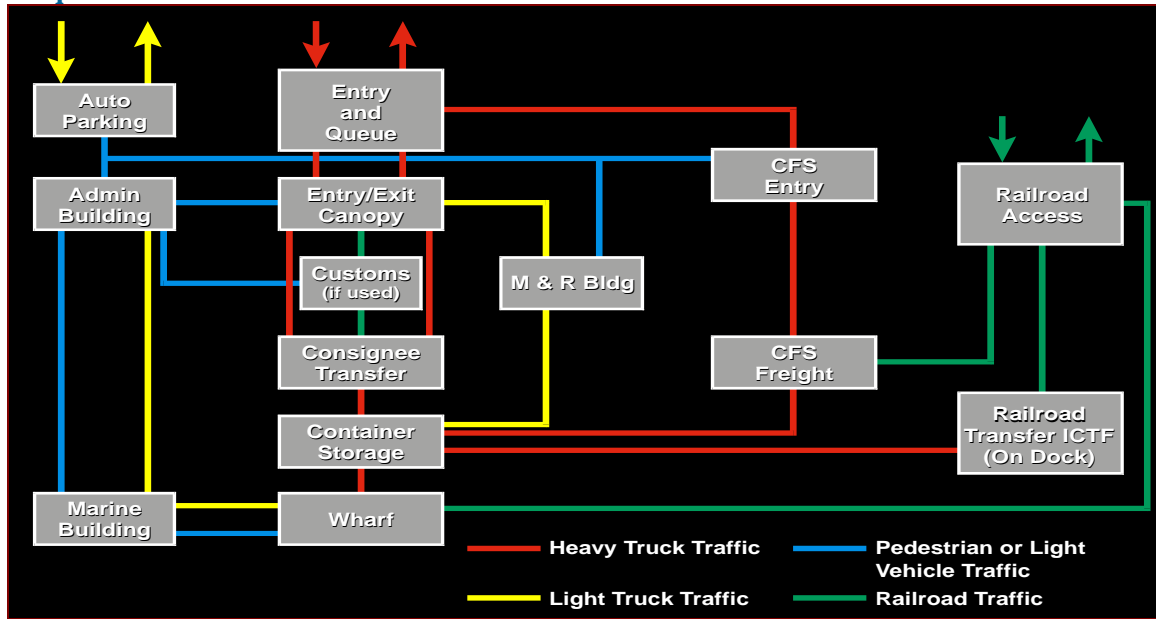 Auto
Parking
Entry
and
Queue
CFS
Entry
Railroad
Access
Admin
Building
Entry/Exit
Canopy
Customs
(if used)
M & R Bldg
Consignee
Transfer
CFS
Freight
Container
Storage
Railroad
Transfer ICTF
(On Dock)
Marine
Building
Wharf
Heavy Truck Traffic
Pedestrian or Light
Vehicle Traffic
Light Truck Traffic
Railroad Traffic